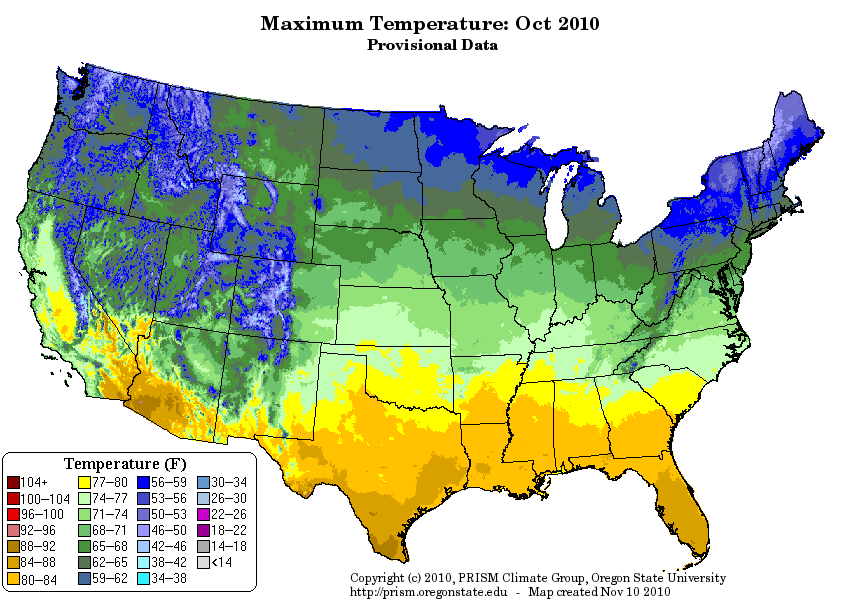 Maximum Temperature: Oct 2010
Provisional Data
Temperature (F)
104+ 77–80 56–59 30–34
100–104 74–77 53–56 26–30
96–100 71–74 50–53 22–26
92–96 68–71 46–50 18–22
88–92 65–68 42–46 14–18
84–88 62–65 38–42 <14
80–84 59–62 34–38
Copyright (c) 2010, PRISM Climate Group, Oregon State University
http://prism.oregonstate.edu - Map created Nov 10 2010